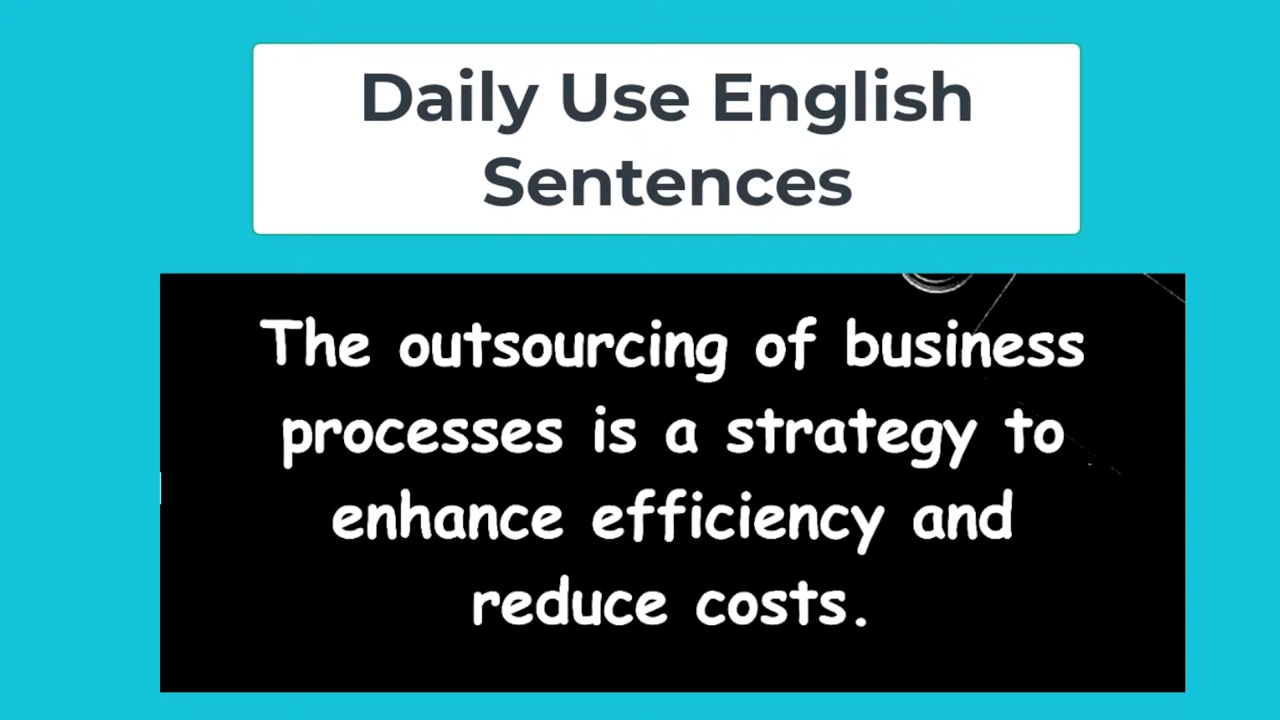 Daily Use English
Sentences
The outsourcing of business
processes is a strategy to
enhance efficiency and
reduce costs.